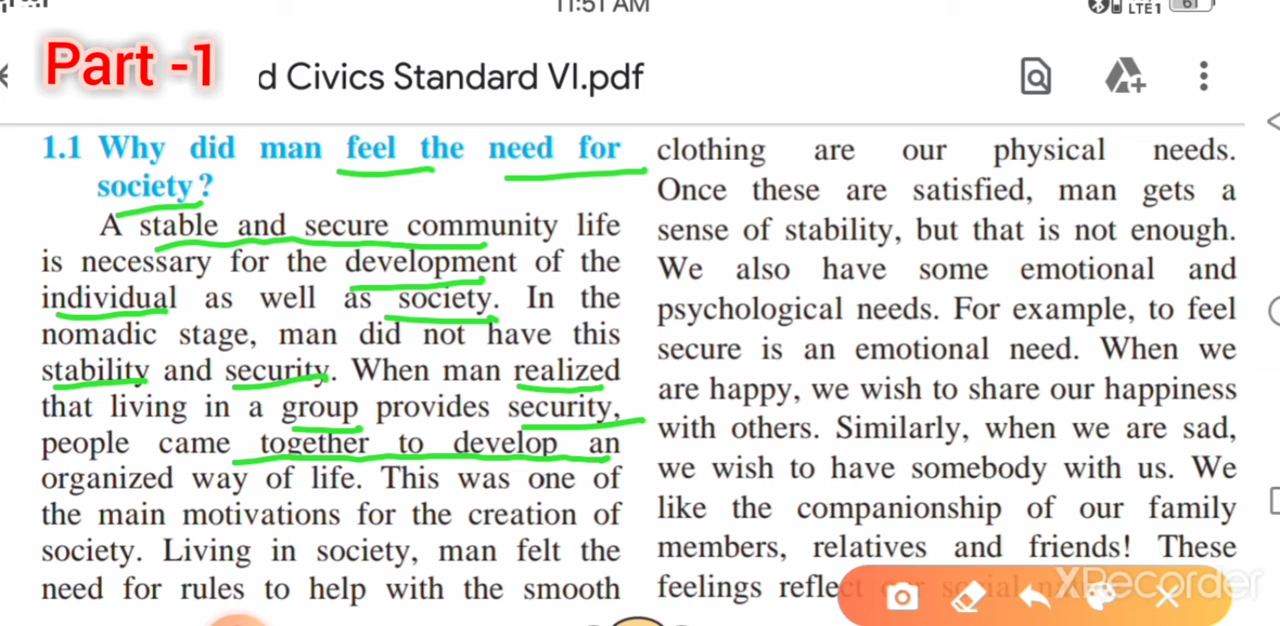 11:51 AM
LTE1
61
Part -1
d Civics Standard VI.pdf
1.1 Why did man feel the need for
society?
A stable and secure community life
is necessary for the development of the
individual as well as society. In the
nomadic stage, man did not have this
stability and security. When man realized
that living in a group provides security,
people came together to develop an
organized way of life. This was one of
the main motivations for the creation of
society. Living in society, man felt the
need for rules to help with the smooth
clothing are our physical needs.
Once these are satisfied, man gets a
sense of stability, but that is not enough.
We also have some emotional and
psychological needs. For example, to feel
secure is an emotional need. When we
are happy, we wish to share our happiness
with others. Similarly, when we are sad,
we wish to have somebody with us. We
like the companionship of our family
members, relatives and friends! These
feelings reflect
XRecorder